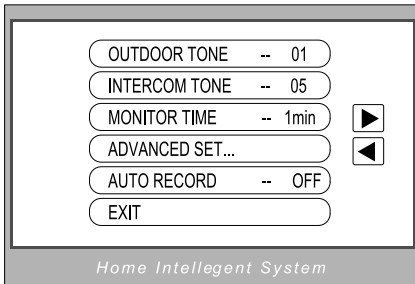 OUTDOOR TONE -- 01
INTERCOM TONE -- 05
MONITOR TIME -- 1min
ADVANCED SET...
AUTO RECORD -- OFF
EXIT
Home Intellegent System